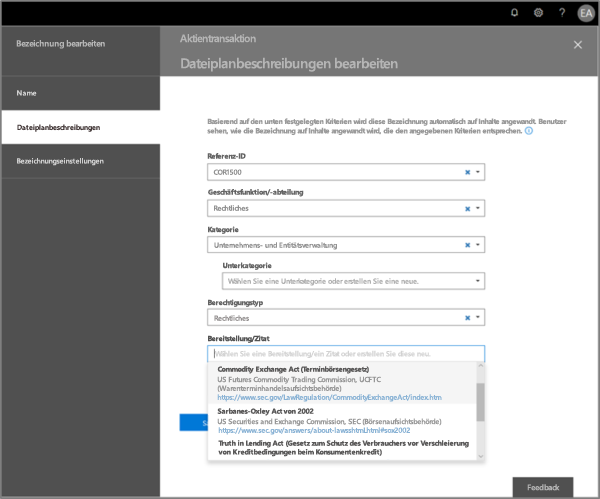 EA
Bezeichnung bearbeiten
Name
Dateiplanbeschreibungen
Bezeichnungseinstellungen
Aktientransaktion
Dateiplanbeschreibungen bearbeiten
Basierend auf den unten festgelegten Kriterien wird diese Bezeichnung automatisch auf Inhalte angewandt. Benutzer
sehen, wie die Bezeichnung auf Inhalte angewandt wird, die den angegebenen Kriterien entsprechen.
Referenz-ID
COR1500
Geschäftsfunktion/-abteilung
Rechtliches
Kategorie
Unternehmens- und Entitätsverwaltung
Unterkategorie
Wählen Sie eine Unterkategorie oder erstellen Sie eine neue.
Berechtigungstyp
Rechtliches
Bereitstellung/Zitat
Wählen Sie eine Bereitstellung/ein Zitat oder erstellen Sie diese neu.
Commodity Exchange Act (Terminbörsengesetz)
US Futures Commodity Trading Commission, UCFTC
(Warenterminhandelsaufsichtsbehörde)
https://www.sec.gov/LawRegulation/CommodityExchangeAct/index.htm
Sarbanes-Oxley Act von 2002
US Securities and Exchange Commission, SEC (Börsenaufsichtsbehörde)
https://www.sec.gov/answers/about-lawsshtml.html#sox2002
Truth in Lending Act (Gesetz zum Schutz des Verbrauchers vor Verschleierung
von Kreditbedingungen beim Konsumentenkredit)
Feedback